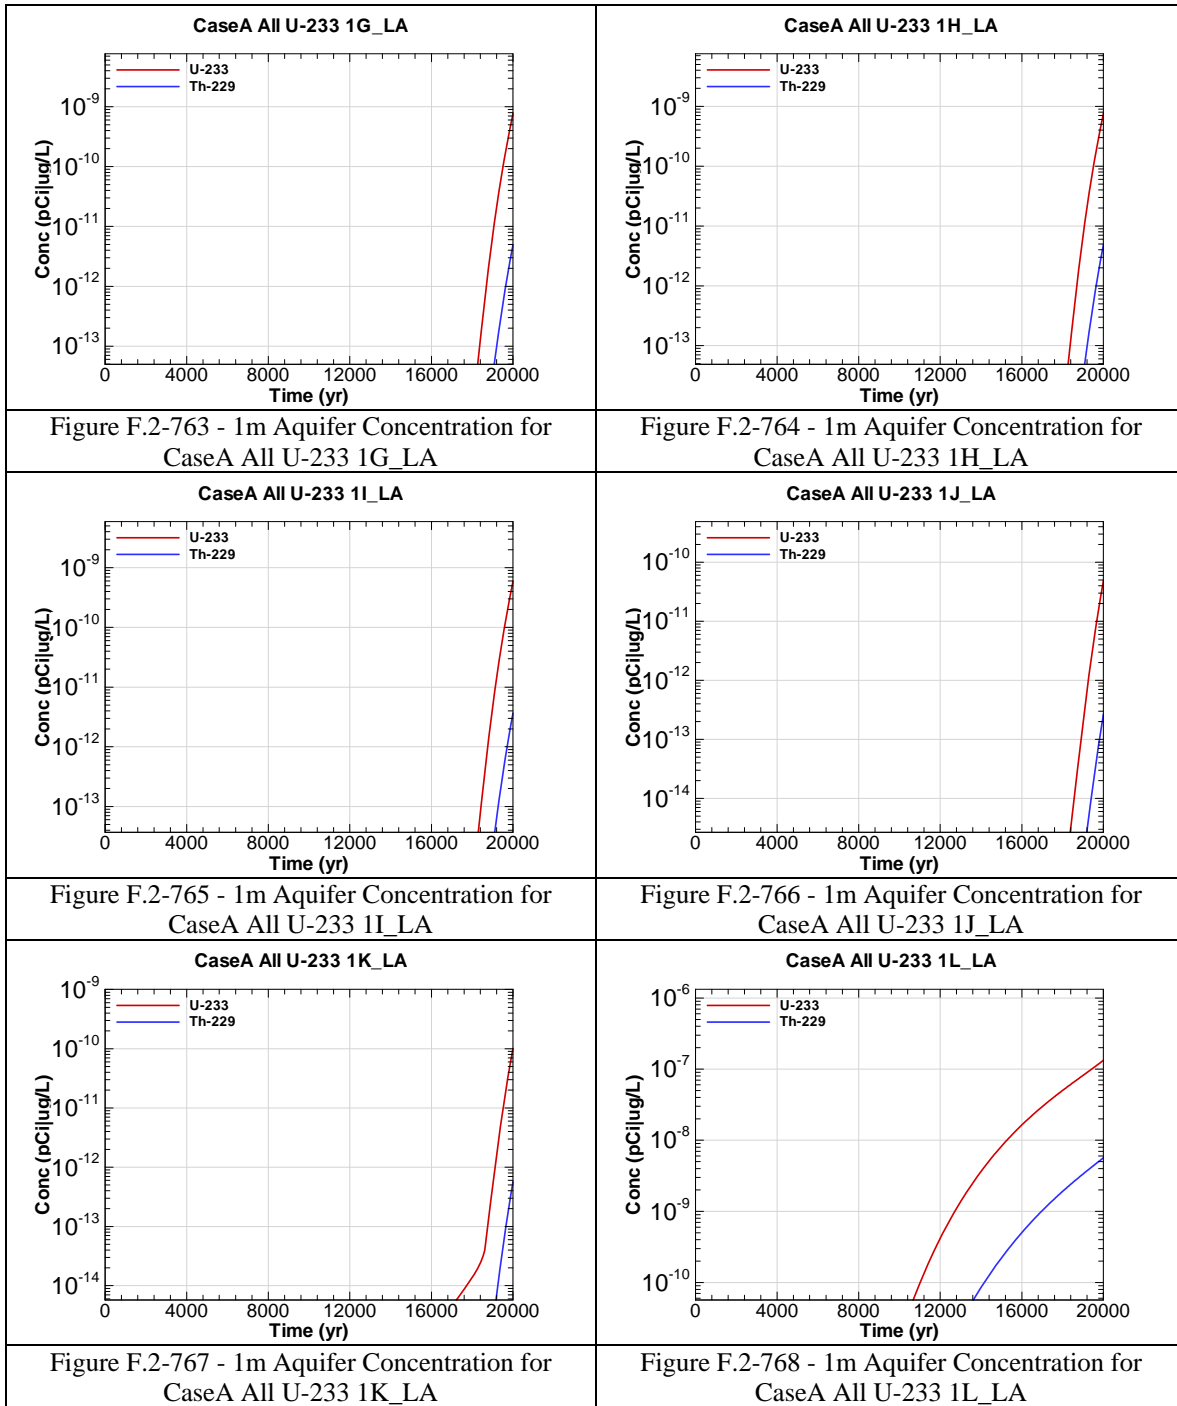 CaseA All U-233 1G_LA
U-233
Th-229
Conc (pCi|ug/L)
10-9
10-10
10-11
10-12
10-13
0 4000 8000 12000 16000 20000
Time (yr)
Figure F.2-763 - 1m Aquifer Concentration for
CaseA All U-233 1G_LA
CaseA All U-233 1H_LA
U-233
Th-229
Conc (pCi|ug/L)
10-9
10-10
10-11
10-12
10-13
0 4000 8000 12000 16000 20000
Time (yr)
Figure F.2-764 - 1m Aquifer Concentration for
CaseA All U-233 1H_LA
CaseA All U-233 1I_LA
U-233
Th-229
Conc (pCi|ug/L)
10-9
10-10
10-11
10-12
10-13
0 4000 8000 12000 16000 20000
Time (yr)
Figure F.2-765 - 1m Aquifer Concentration for
CaseA All U-233 1I_LA
CaseA All U-233 1J_LA
U-233
Th-229
Conc (pCi|ug/L)
10-10
10-11
10-12
10-13
10-14
0 4000 8000 12000 16000 20000
Time (yr)
Figure F.2-766 - 1m Aquifer Concentration for
CaseA All U-233 1J_LA
CaseA All U-233 1K_LA
U-233
Th-229
Conc (pCi|ug/L)
10-9
10-10
10-11
10-12
10-13
10-14
0 4000 8000 12000 16000 20000
Time (yr)
Figure F.2-767 - 1m Aquifer Concentration for
CaseA All U-233 1K_LA
CaseA All U-233 1L_LA
U-233
Th-229
Conc (pCi|ug/L)
10-6
10-7
10-8
10-9
10-10
0 4000 8000 12000 16000 20000
Time (yr)
Figure F.2-768 - 1m Aquifer Concentration for
CaseA All U-233 1L_LA